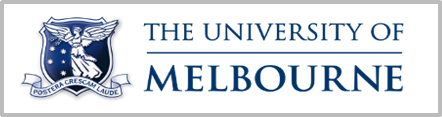 THE UNIVERSITY OF
MELBOURNE
POSTERA CRESCAM LAUDE